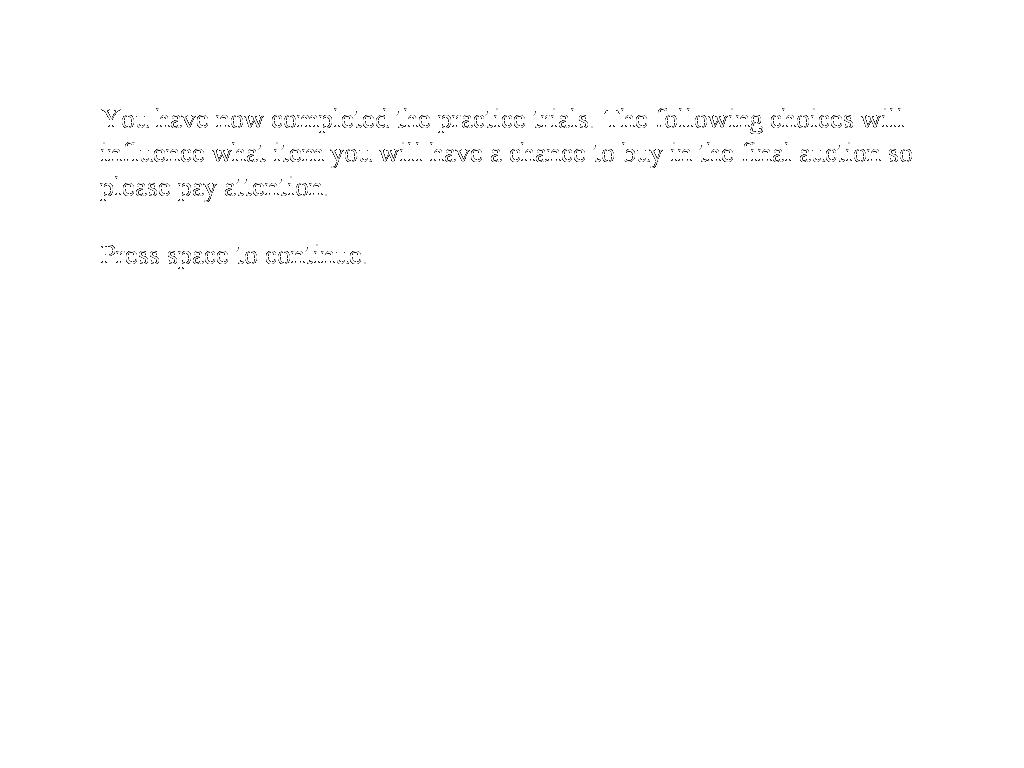 You have now completed the practice trials. The following choices will
influence what item you will have a chance to buy in the final auction so
please pay attention.
Press space to continue.